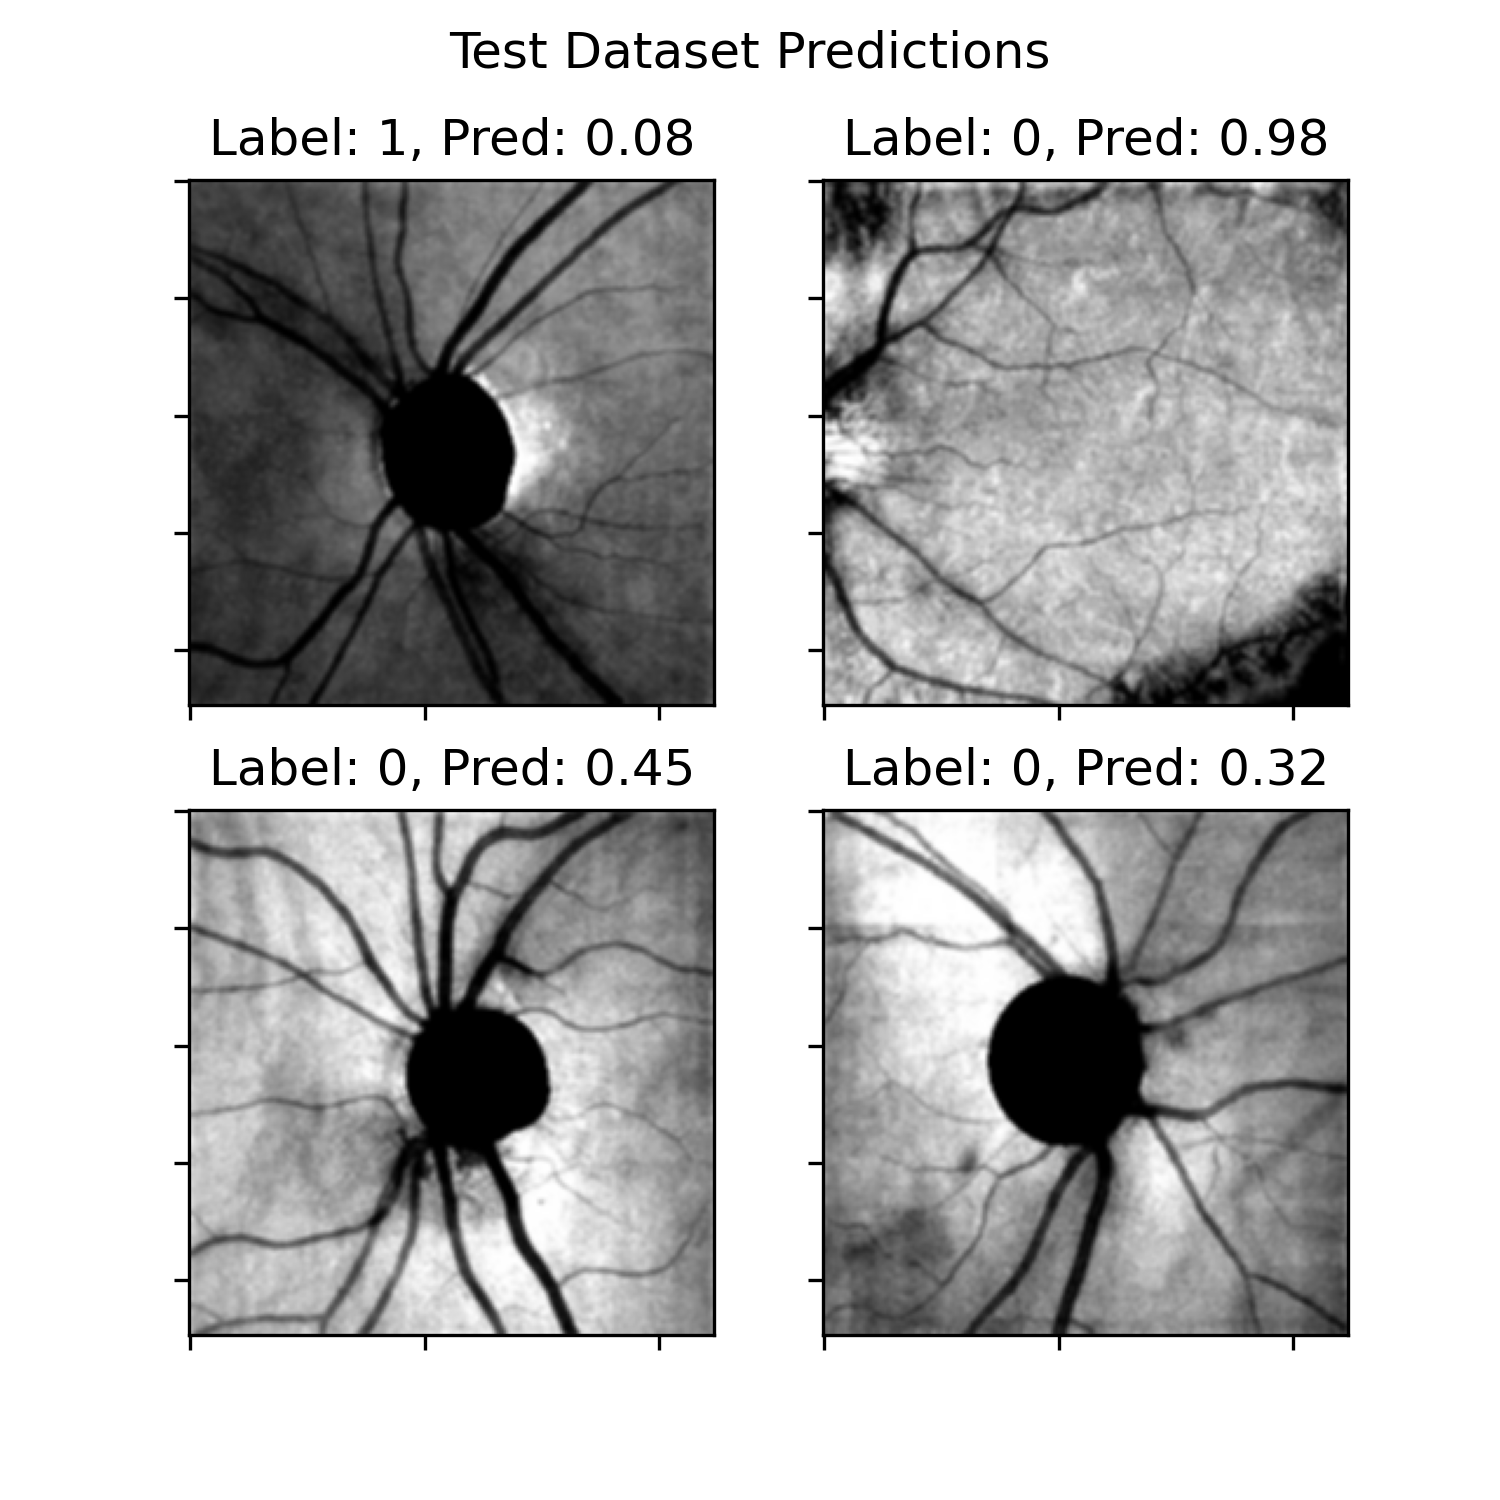 Test Dataset Predictions
Label: 1, Pred: 0.08
Label: 0, Pred: 0.98
Label: 0, Pred: 0.45
Label: 0, Pred: 0.32